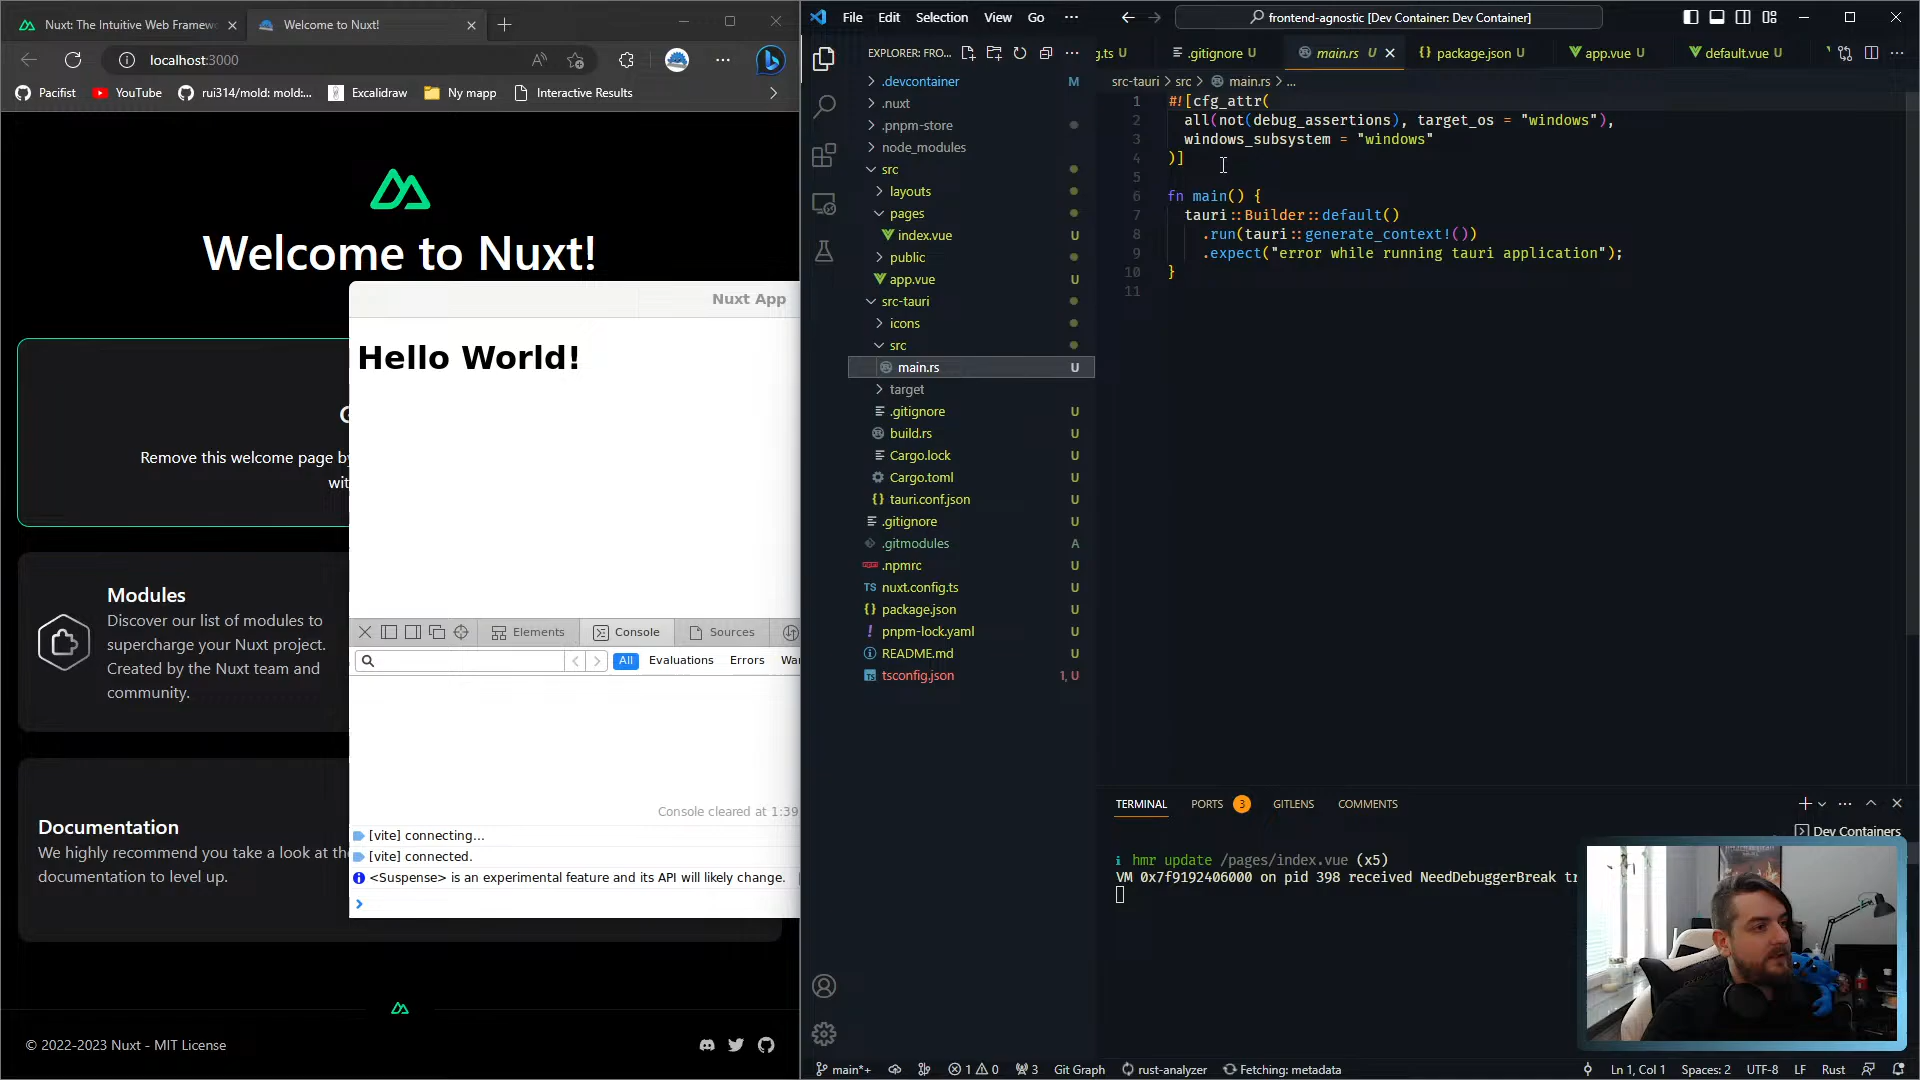 Nuxt: The Intuitive Web Framew
Welcome to Nuxt!
localhost:3000
Pacifist
YouTube
rui314/mold: mold:...
Excalidraw
Ny mapp
Interactive Results
Welcome to Nuxt!
G
Remove this welcome page by
wit
Modules
Discover our list of modules to
supercharge your Nuxt project.
Created by the Nuxt team and
community.
Documentation
We highly recommend you take a look at the
documentation to level up.
© 2022-2023 Nuxt - MIT License
Nuxt App
Hello World!
Elements
Console
Sources
All
Evaluations
Errors
War
Console cleared at 1:39
[vite] connecting...
[vite] connected.
<Suspense> is an experimental feature and its API will likely change.
File Edit Selection View Go ...
frontend-agnostic [Dev Container: Dev Container]
EXPLORER: FRO...
.devcontainer M
.nuxt
.pnpm-store
node_modules
src
layouts
pages
index.vue U
public
app.vue U
src-tauri
icons
src
main.rs U
target
.gitignore U
build.rs U
Cargo.lock U
Cargo.toml U
tauri.conf.json U
.gitignore U
.gitmodules A
.npmrc U
nuxt.config.ts U
package.json U
pnpm-lock.yaml U
README.md U
tsconfig.json 1, U
g.ts U
.gitignore U
main.rs U
package.json U
app.vue U
default.vue U
src-tauri > src > main.rs > ...
1 #![cfg_attr(
2 all(not(debug_assertions), target_os = "windows"),
3 windows_subsystem = "windows"
4 )]
5
6 fn main() {
7 tauri::Builder::default()
8 .run(tauri::generate_context!())
9 .expect("error while running tauri application");
10 }
11
TERMINAL PORTS 3 GITLENS COMMENTS
Dev Containers
i hmr update /pages/index.vue (x5)
VM 0x7f9192406000 on pid 398 received NeedDebuggerBreak tr
main*+
1 0
3
Git Graph
rust-analyzer
Fetching: metadata
Ln 1, Col 1
Spaces: 2
UTF-8
LF
Rust